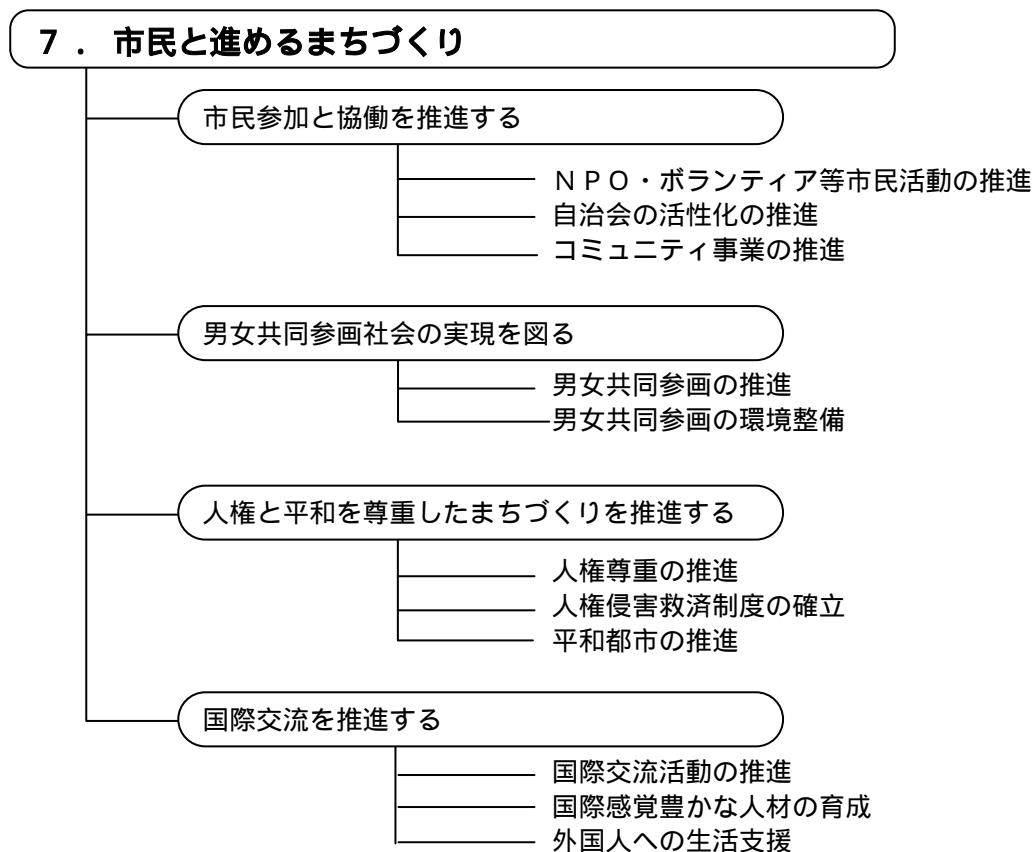 ７． 市民と進めるまちづくり
市民参加と協働を推進する
ＮＰＯ・ボランティア等市民活動の推進
自治会の活性化の推進
コミュニティ事業の推進
男女共同参画社会の実現を図る
男女共同参画の推進
男女共同参画の環境整備
人権と平和を尊重したまちづくりを推進する
人権尊重の推進
人権侵害救済制度の確立
平和都市の推進
国際交流を推進する
国際交流活動の推進
国際感覚豊かな人材の育成
外国人への生活支援